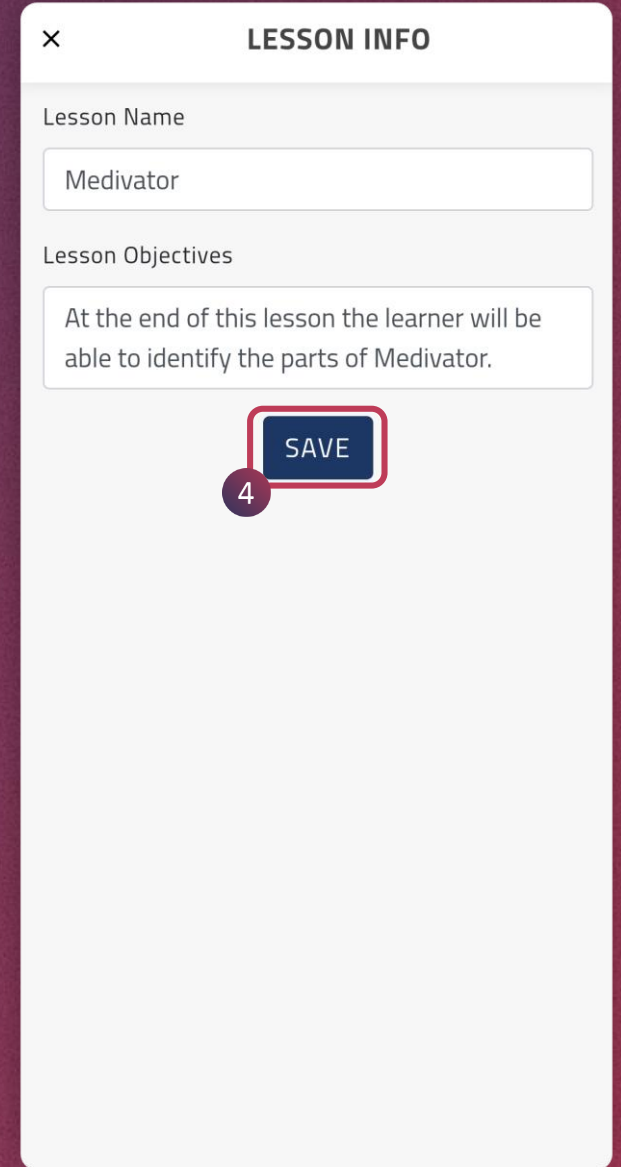 × LESSON INFO
Lesson Name
Medivator
Lesson Objectives
At the end of this lesson the learner will be
able to identify the parts of Medivator.
SAVE
4